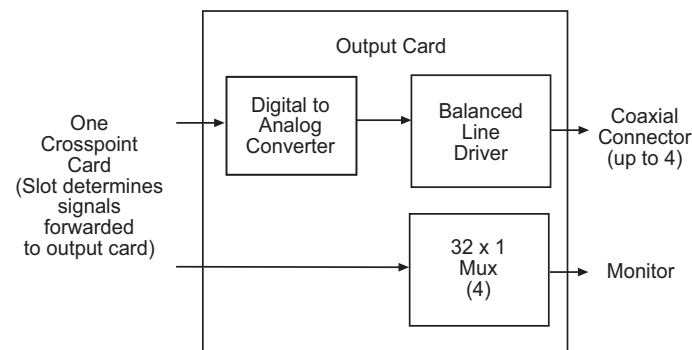 Output Card
One
Crosspoint
Card
(Slot determines
signals
forwarded
to output card)
Digital to
Analog
Converter
Balanced
Line
Driver
Coaxial
Connector
(up to 4)
32 x 1
Mux
(4)
Monitor